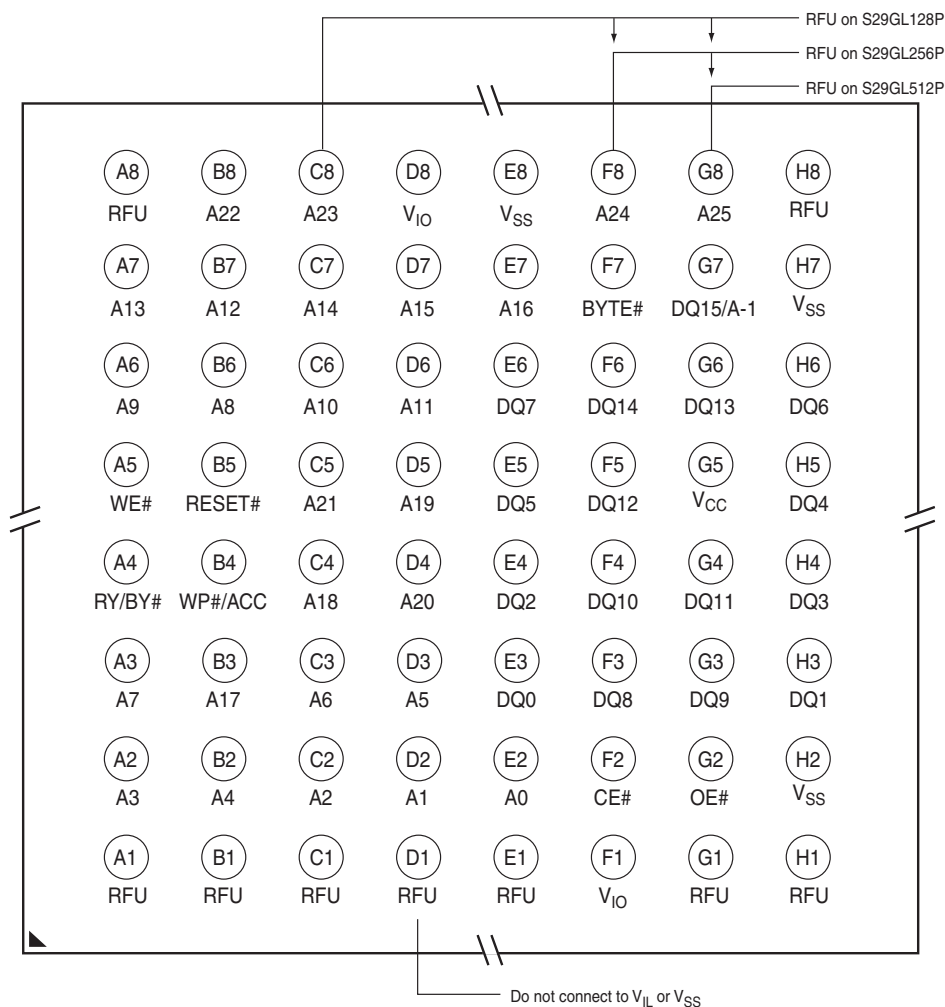 RFU on S29GL128P
RFU on S29GL256P
RFU on S29GL512P
A8 B8 C8 D8 E8 F8 G8 H8
RFU A22 A23 VIO VSS A24 A25 RFU
A7 B7 C7 D7 E7 F7 G7 H7
A13 A12 A14 A15 A16 BYTE# DQ15/A-1 VSS
A6 B6 C6 D6 E6 F6 G6 H6
A9 A8 A10 A11 DQ7 DQ14 DQ13 DQ6
A5 B5 C5 D5 E5 F5 G5 H5
WE# RESET# A21 A19 DQ5 DQ12 VCC DQ4
A4 B4 C4 D4 E4 F4 G4 H4
RY/BY# WP#/ACC A18 A20 DQ2 DQ10 DQ11 DQ3
A3 B3 C3 D3 E3 F3 G3 H3
A7 A17 A6 A5 DQ0 DQ8 DQ9 DQ1
A2 B2 C2 D2 E2 F2 G2 H2
A3 A4 A2 A1 A0 CE# OE# VSS
A1 B1 C1 D1 E1 F1 G1 H1
RFU RFU RFU RFU RFU VIO RFU RFU
Do not connect to VIL or VSS